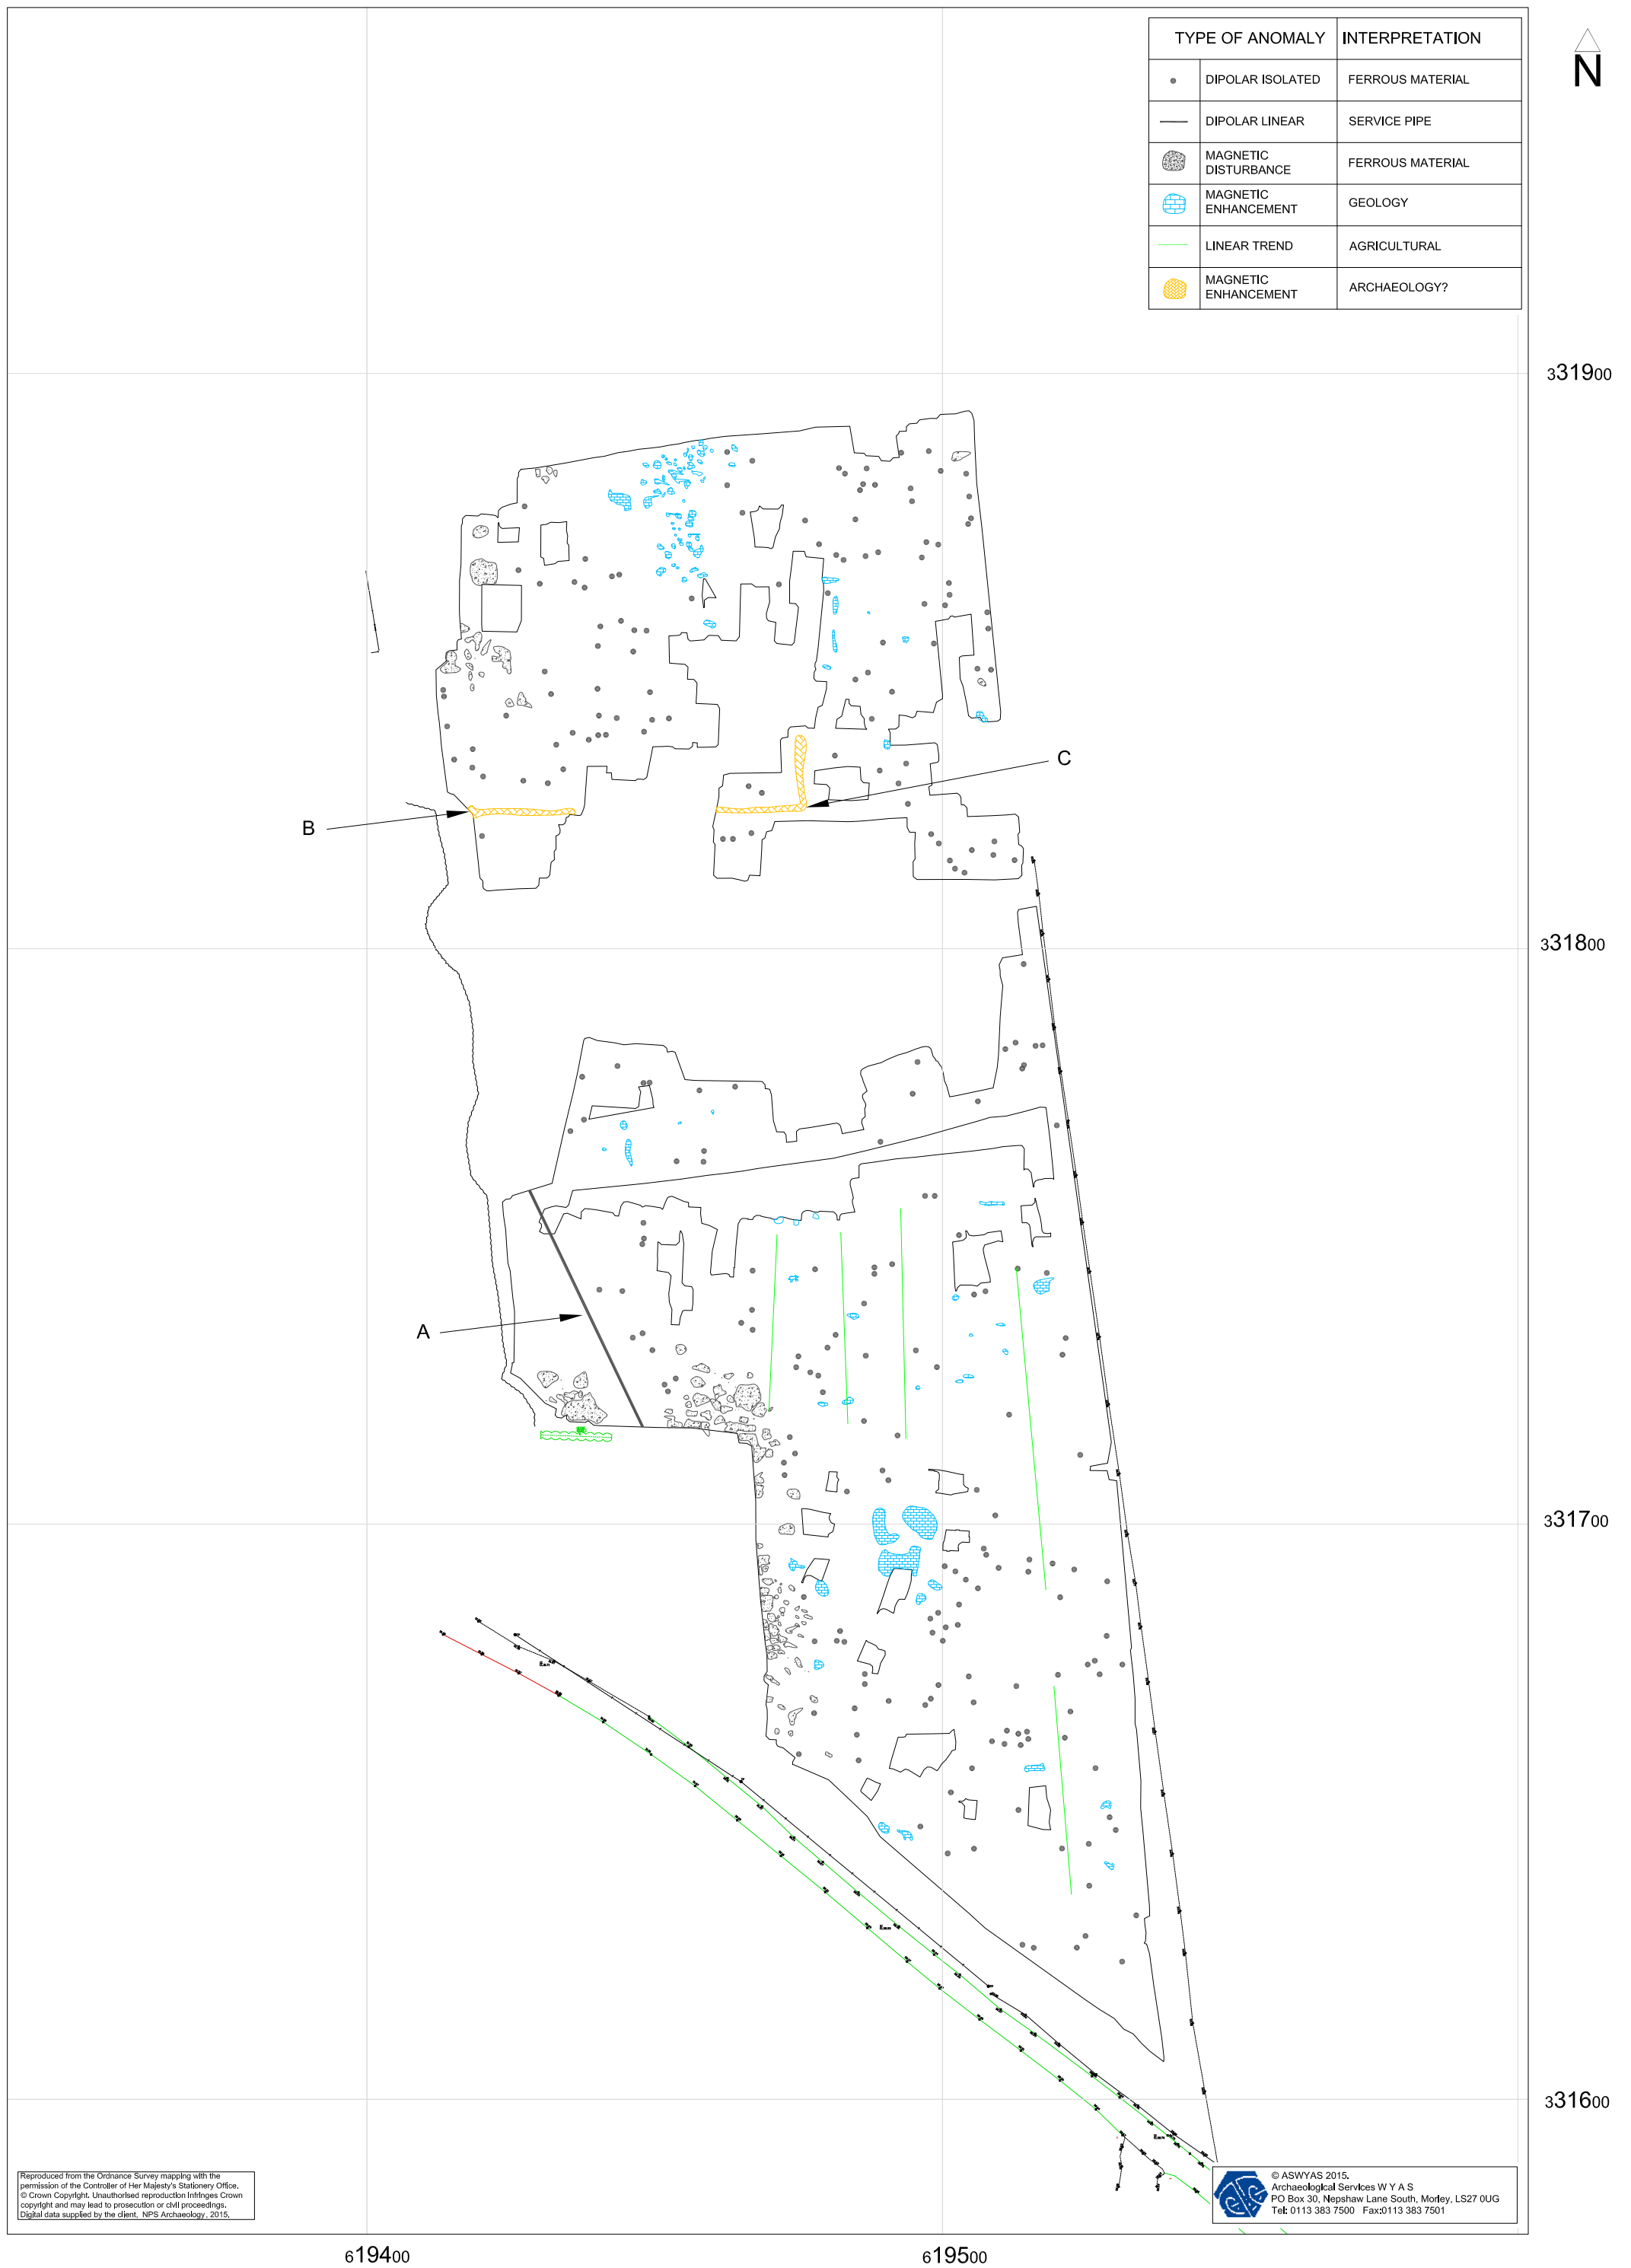 TYPE OF ANOMALY INTERPRETATION
DIPOLAR ISOLATED FERROUS MATERIAL
DIPOLAR LINEAR SERVICE PIPE
MAGNETIC
DISTURBANCE
FERROUS MATERIAL
MAGNETIC
ENHANCEMENT
GEOLOGY
LINEAR TREND AGRICULTURAL
MAGNETIC
ENHANCEMENT
ARCHAEOLOGY?
N
331900
C
B
331800
A
331700
331600
Reproduced from the Ordnance Survey mapping with the
permission of the Controller of Her Majesty's Stationery Office.
© Crown Copyright. Unauthorised reproduction infringes Crown
copyright and may lead to prosecution or civil proceedings.
Digital data supplied by the client, NPS Archaeology, 2015.
© ASWYAS 2015.
Archaeological Services W Y A S
PO Box 30, Nepshaw Lane South, Morley, LS27 0UG
Tel: 0113 383 7500 Fax:0113 383 7501
619400
619500